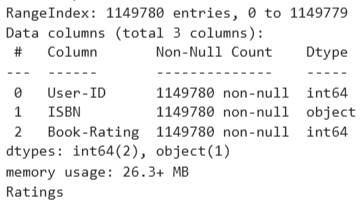 RangeIndex: 1149780 entries, 0 to 1149779
Data columns (total 3 columns):
 #   Column       Non-Null Count    Dtype
---  ------       --------------    -----
 0   User-ID      1149780 non-null  int64
 1   ISBN         1149780 non-null  object
 2   Book-Rating  1149780 non-null  int64
dtypes: int64(2), object(1)
memory usage: 26.3+ MB
Ratings